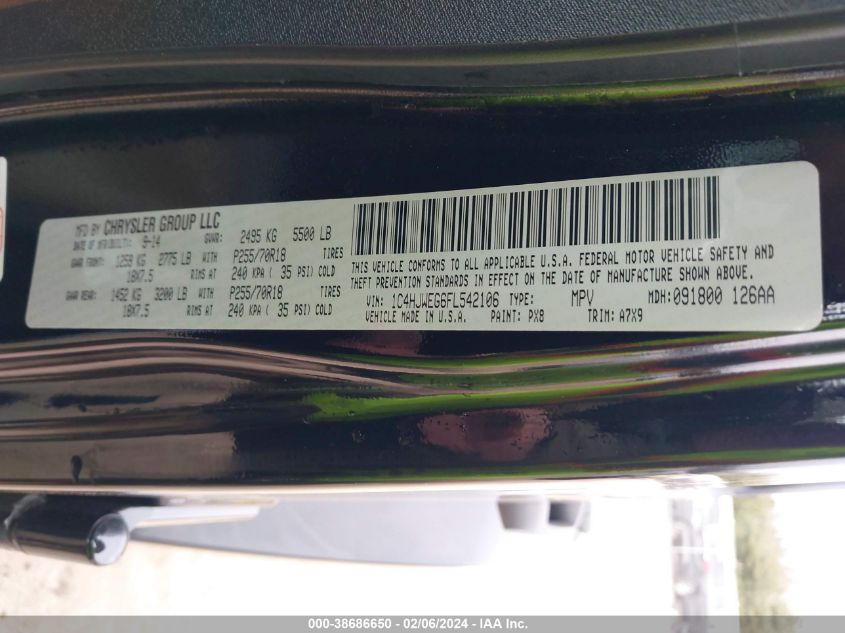 MFD BY CHRYSLER GROUP LLC
DATE OF MFR/BUILT: 9-14 GVWR: 2495 KG 5500 LB
GAWR FRONT: 1259 KG 2775 LB WITH P255/70R18 TIRES
18X7.5 RIMS AT 240 KPA ( 35 PSI) COLD
GAWR REAR: 1452 KG 3200 LB WITH P255/70R18 TIRES
18X7.5 RIMS AT 240 KPA ( 35 PSI) COLD
THIS VEHICLE CONFORMS TO ALL APPLICABLE U.S.A. FEDERAL MOTOR VEHICLE SAFETY AND
THEFT PREVENTION STANDARDS IN EFFECT ON THE DATE OF MANUFACTURE SHOWN ABOVE.
VIN: 1C4HJWEG6FL542106 TYPE: MPV MDH: 091800 126AA
VEHICLE MADE IN U.S.A. PAINT: PX8 TRIM: A7X9
000-38686650 - 02/06/2024 - IAA Inc.